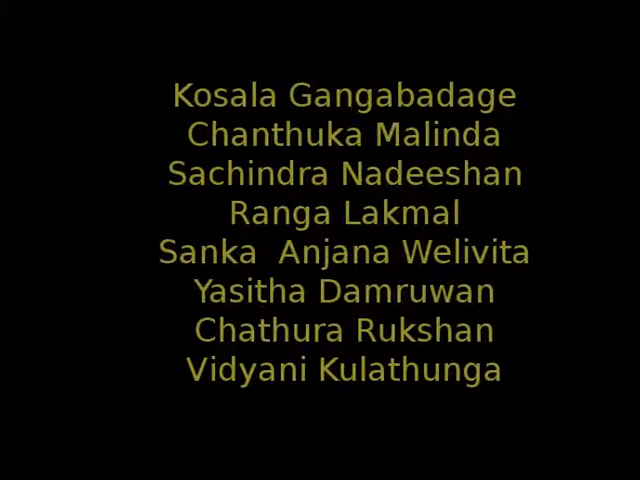 Kosala Gangabadage
Chanthuka Malinda
Sachindra Nadeeshan
Ranga Lakmal
Sanka  Anjana Welivita
Yasitha Damruwan
Chathura Rukshan
Vidyani Kulathunga